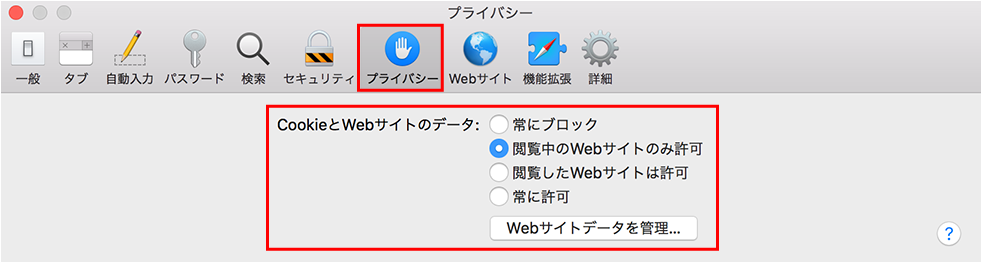 プライバシー
一般 タブ 自動入力 パスワード 検索 セキュリティ プライバシー Webサイト 機能拡張 詳細
CookieとWebサイトのデータ: 常にブロック
閲覧中のWebサイトのみ許可
閲覧したWebサイトは許可
常に許可
Webサイトデータを管理...
?